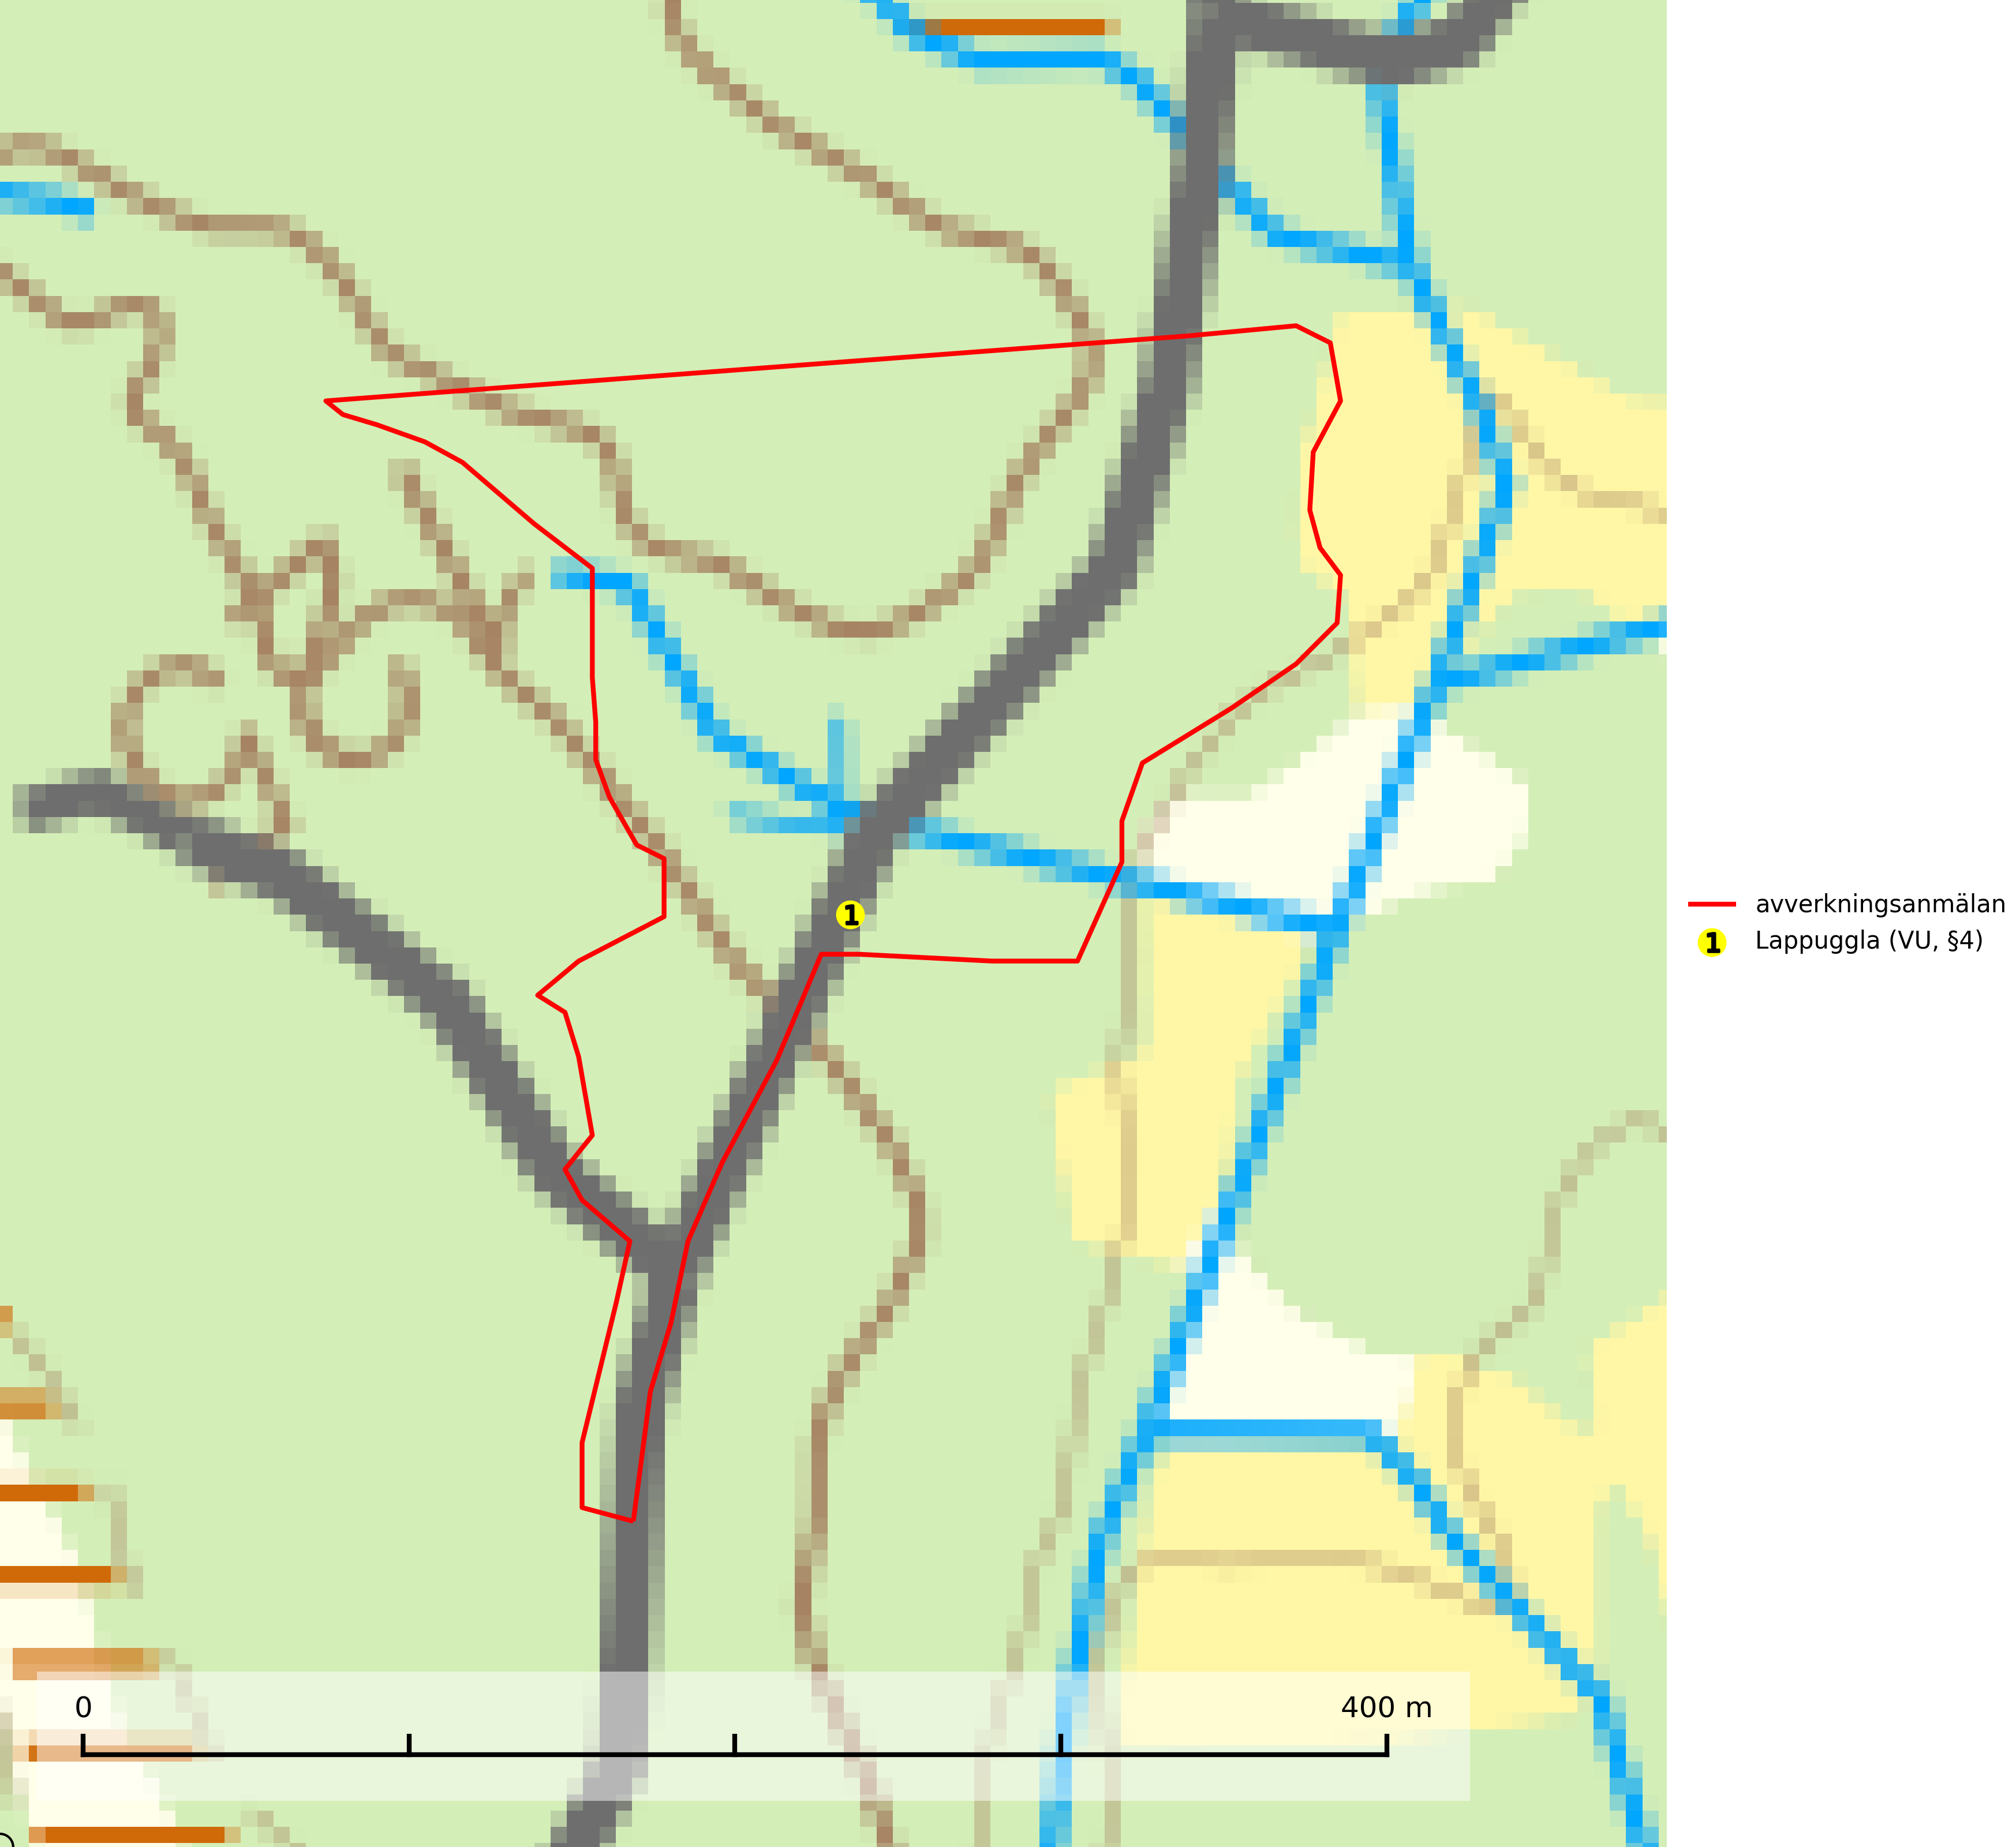 1
avverkningsanmälan
1 Lappuggla (VU, §4)
0 400 m